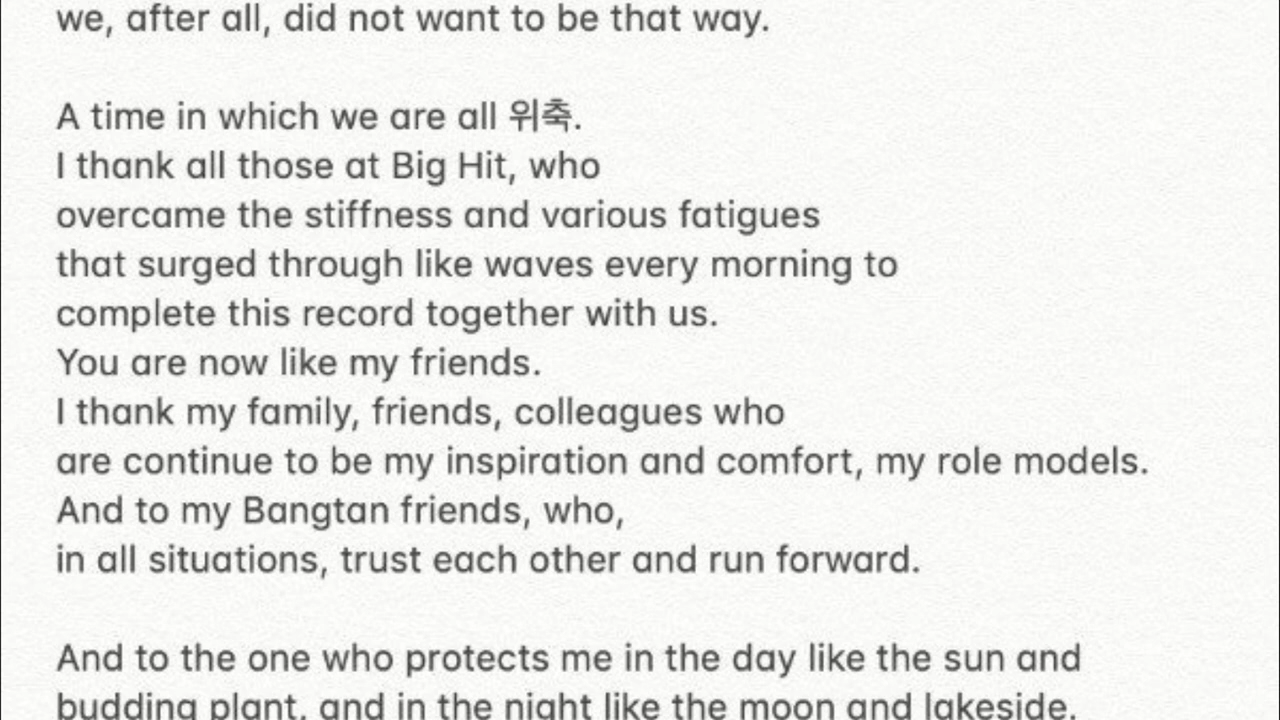 we, after all, did not want to be that way.
A time in which we are all 위축.
I thank all those at Big Hit, who
overcame the stiffness and various fatigues
that surged through like waves every morning to
complete this record together with us.
You are now like my friends.
I thank my family, friends, colleagues who
are continue to be my inspiration and comfort, my role models.
And to my Bangtan friends, who,
in all situations, trust each other and run forward.
And to the one who protects me in the day like the sun and
budding plant, and in the night like the moon and lakeside.